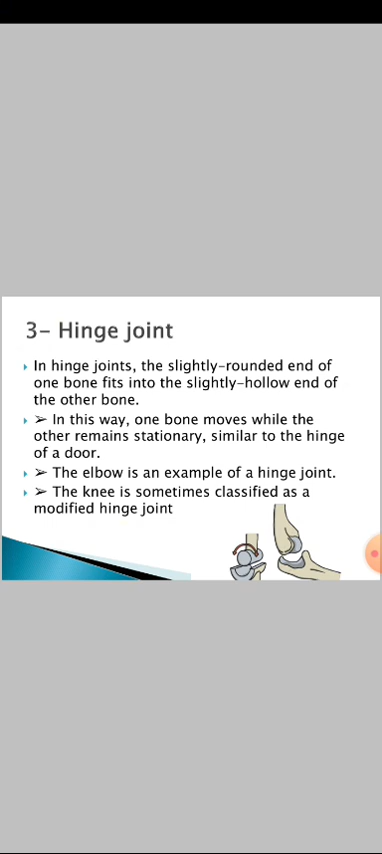 3- Hinge joint
In hinge joints, the slightly-rounded end of
one bone fits into the slightly-hollow end of
the other bone.
➢ In this way, one bone moves while the
other remains stationary, similar to the hinge
of a door.
➢ The elbow is an example of a hinge joint.
➢ The knee is sometimes classified as a
modified hinge joint